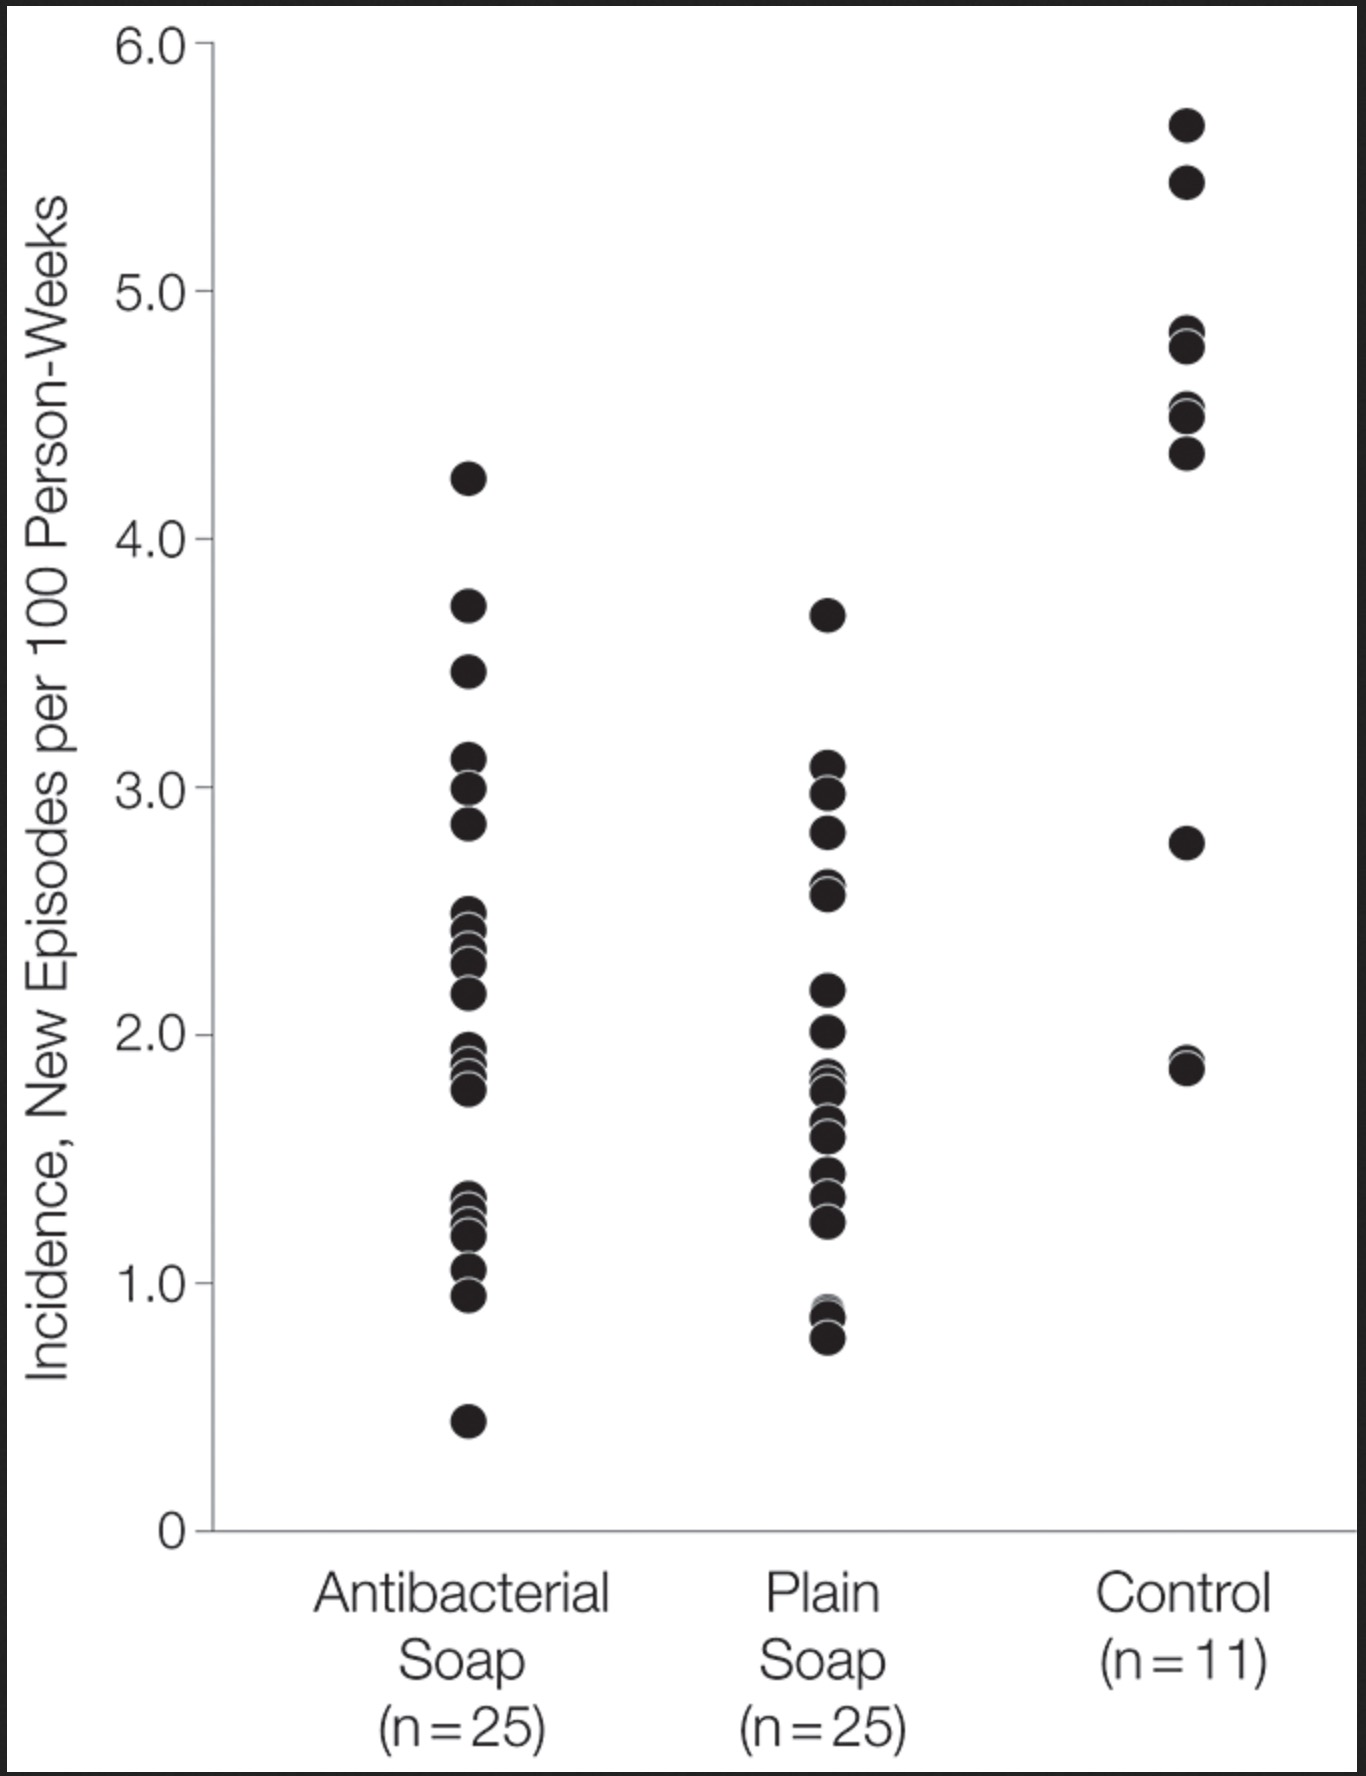 Incidence, New Episodes per 100 Person-Weeks
6.0
5.0
4.0
3.0
2.0
1.0
0
Antibacterial
Soap
(n=25)
Plain
Soap
(n=25)
Control
(n=11)